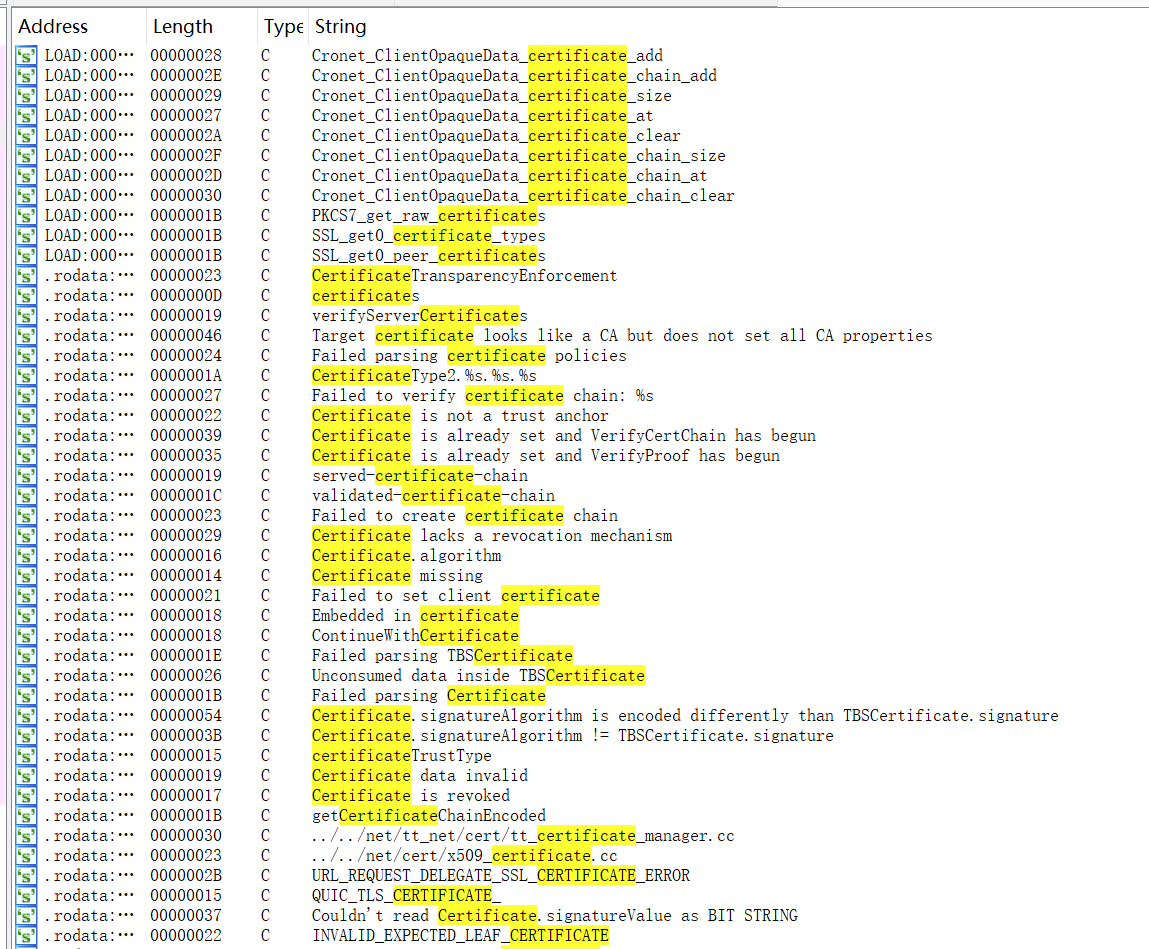 Address Length Type String
LOAD:000… 00000028 C Cronet_ClientOpaqueData_certificate_add
LOAD:000… 0000002E C Cronet_ClientOpaqueData_certificate_chain_add
LOAD:000… 00000029 C Cronet_ClientOpaqueData_certificate_size
LOAD:000… 00000027 C Cronet_ClientOpaqueData_certificate_at
LOAD:000… 0000002A C Cronet_ClientOpaqueData_certificate_clear
LOAD:000… 0000002F C Cronet_ClientOpaqueData_certificate_chain_size
LOAD:000… 0000002D C Cronet_ClientOpaqueData_certificate_chain_at
LOAD:000… 00000030 C Cronet_ClientOpaqueData_certificate_chain_clear
LOAD:000… 0000001B C PKCS7_get_raw_certificates
LOAD:000… 0000001B C SSL_get0_certificate_types
LOAD:000… 0000001B C SSL_get0_peer_certificates
.rodata:… 00000023 C CertificateTransparencyEnforcement
.rodata:… 0000000D C certificates
.rodata:… 00000019 C verifyServerCertificates
.rodata:… 00000046 C Target certificate looks like a CA but does not set all CA properties
.rodata:… 00000024 C Failed parsing certificate policies
.rodata:… 0000001A C CertificateType2.%s.%s.%s
.rodata:… 00000027 C Failed to verify certificate chain: %s
.rodata:… 00000022 C Certificate is not a trust anchor
.rodata:… 00000039 C Certificate is already set and VerifyCertChain has begun
.rodata:… 00000035 C Certificate is already set and VerifyProof has begun
.rodata:… 00000019 C served-certificate-chain
.rodata:… 0000001C C validated-certificate-chain
.rodata:… 00000023 C Failed to create certificate chain
.rodata:… 00000029 C Certificate lacks a revocation mechanism
.rodata:… 00000016 C Certificate.algorithm
.rodata:… 00000014 C Certificate missing
.rodata:… 00000021 C Failed to set client certificate
.rodata:… 00000018 C Embedded in certificate
.rodata:… 00000018 C ContinueWithCertificate
.rodata:… 0000001E C Failed parsing TBSCertificate
.rodata:… 00000026 C Unconsumed data inside TBSCertificate
.rodata:… 0000001B C Failed parsing Certificate
.rodata:… 00000054 C Certificate.signatureAlgorithm is encoded differently than TBSCertificate.signature
.rodata:… 0000003B C Certificate.signatureAlgorithm != TBSCertificate.signature
.rodata:… 00000015 C certificateTrustType
.rodata:… 00000019 C Certificate data invalid
.rodata:… 00000017 C Certificate is revoked
.rodata:… 0000001B C getCertificateChainEncoded
.rodata:… 00000030 C ../../net/tt_net/cert/tt_certificate_manager.cc
.rodata:… 00000023 C ../../net/cert/x509_certificate.cc
.rodata:… 0000002B C URL_REQUEST_DELEGATE_SSL_CERTIFICATE_ERROR
.rodata:… 00000015 C QUIC_TLS_CERTIFICATE_
.rodata:… 00000037 C Couldn't read Certificate.signatureValue as BIT STRING
.rodata:… 00000022 C INVALID_EXPECTED_LEAF_CERTIFICATE